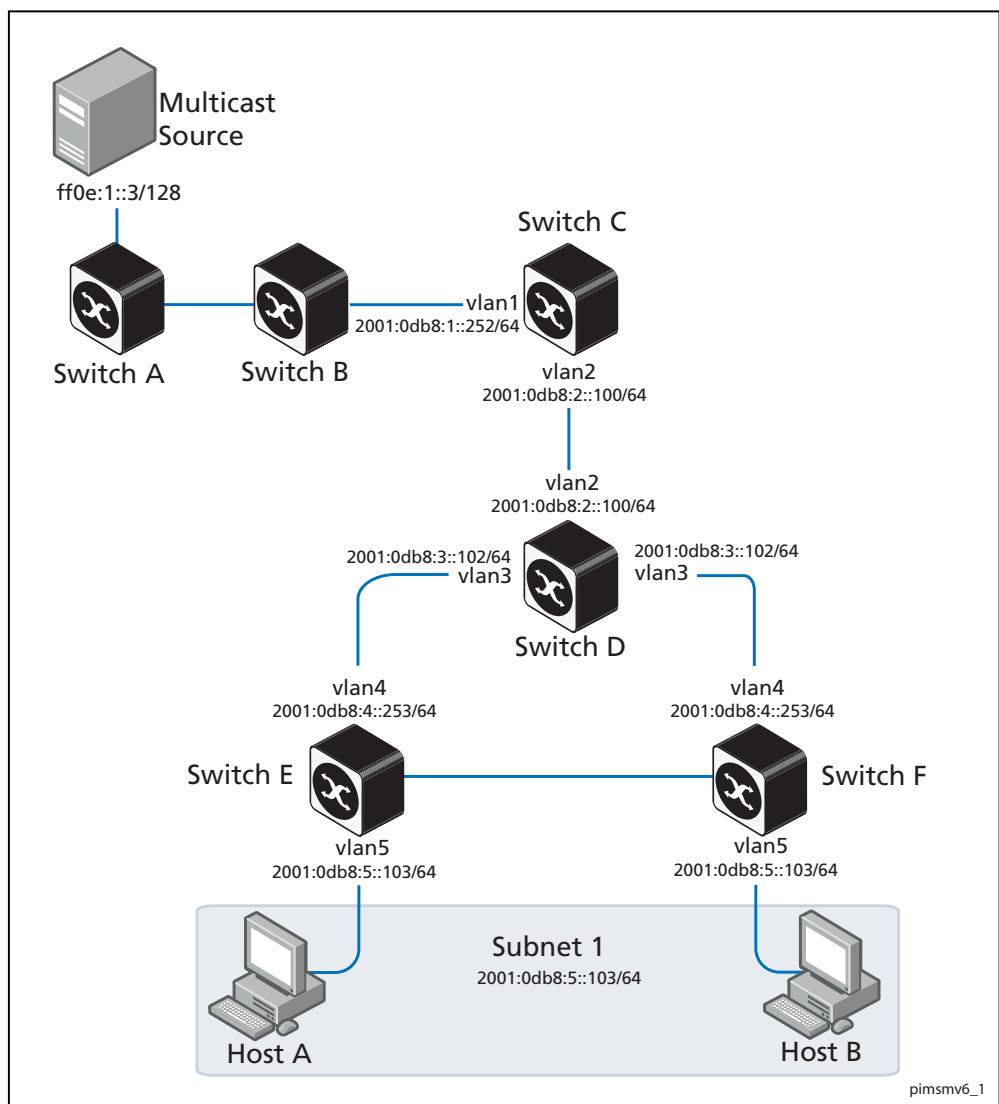 Multicast
Source
ff0e:1::3/128
Switch C
vlan1
2001:0db8:1::252/64
Switch A
Switch B
vlan2
2001:0db8:2::100/64
vlan2
2001:0db8:2::100/64
2001:0db8:3::102/64
vlan3
2001:0db8:3::102/64
vlan3
Switch D
vlan4
2001:0db8:4::253/64
vlan4
2001:0db8:4::253/64
Switch E
Switch F
vlan5
2001:0db8:5::103/64
vlan5
2001:0db8:5::103/64
Subnet 1
2001:0db8:5::103/64
Host A
Host B
pimsmv6_1